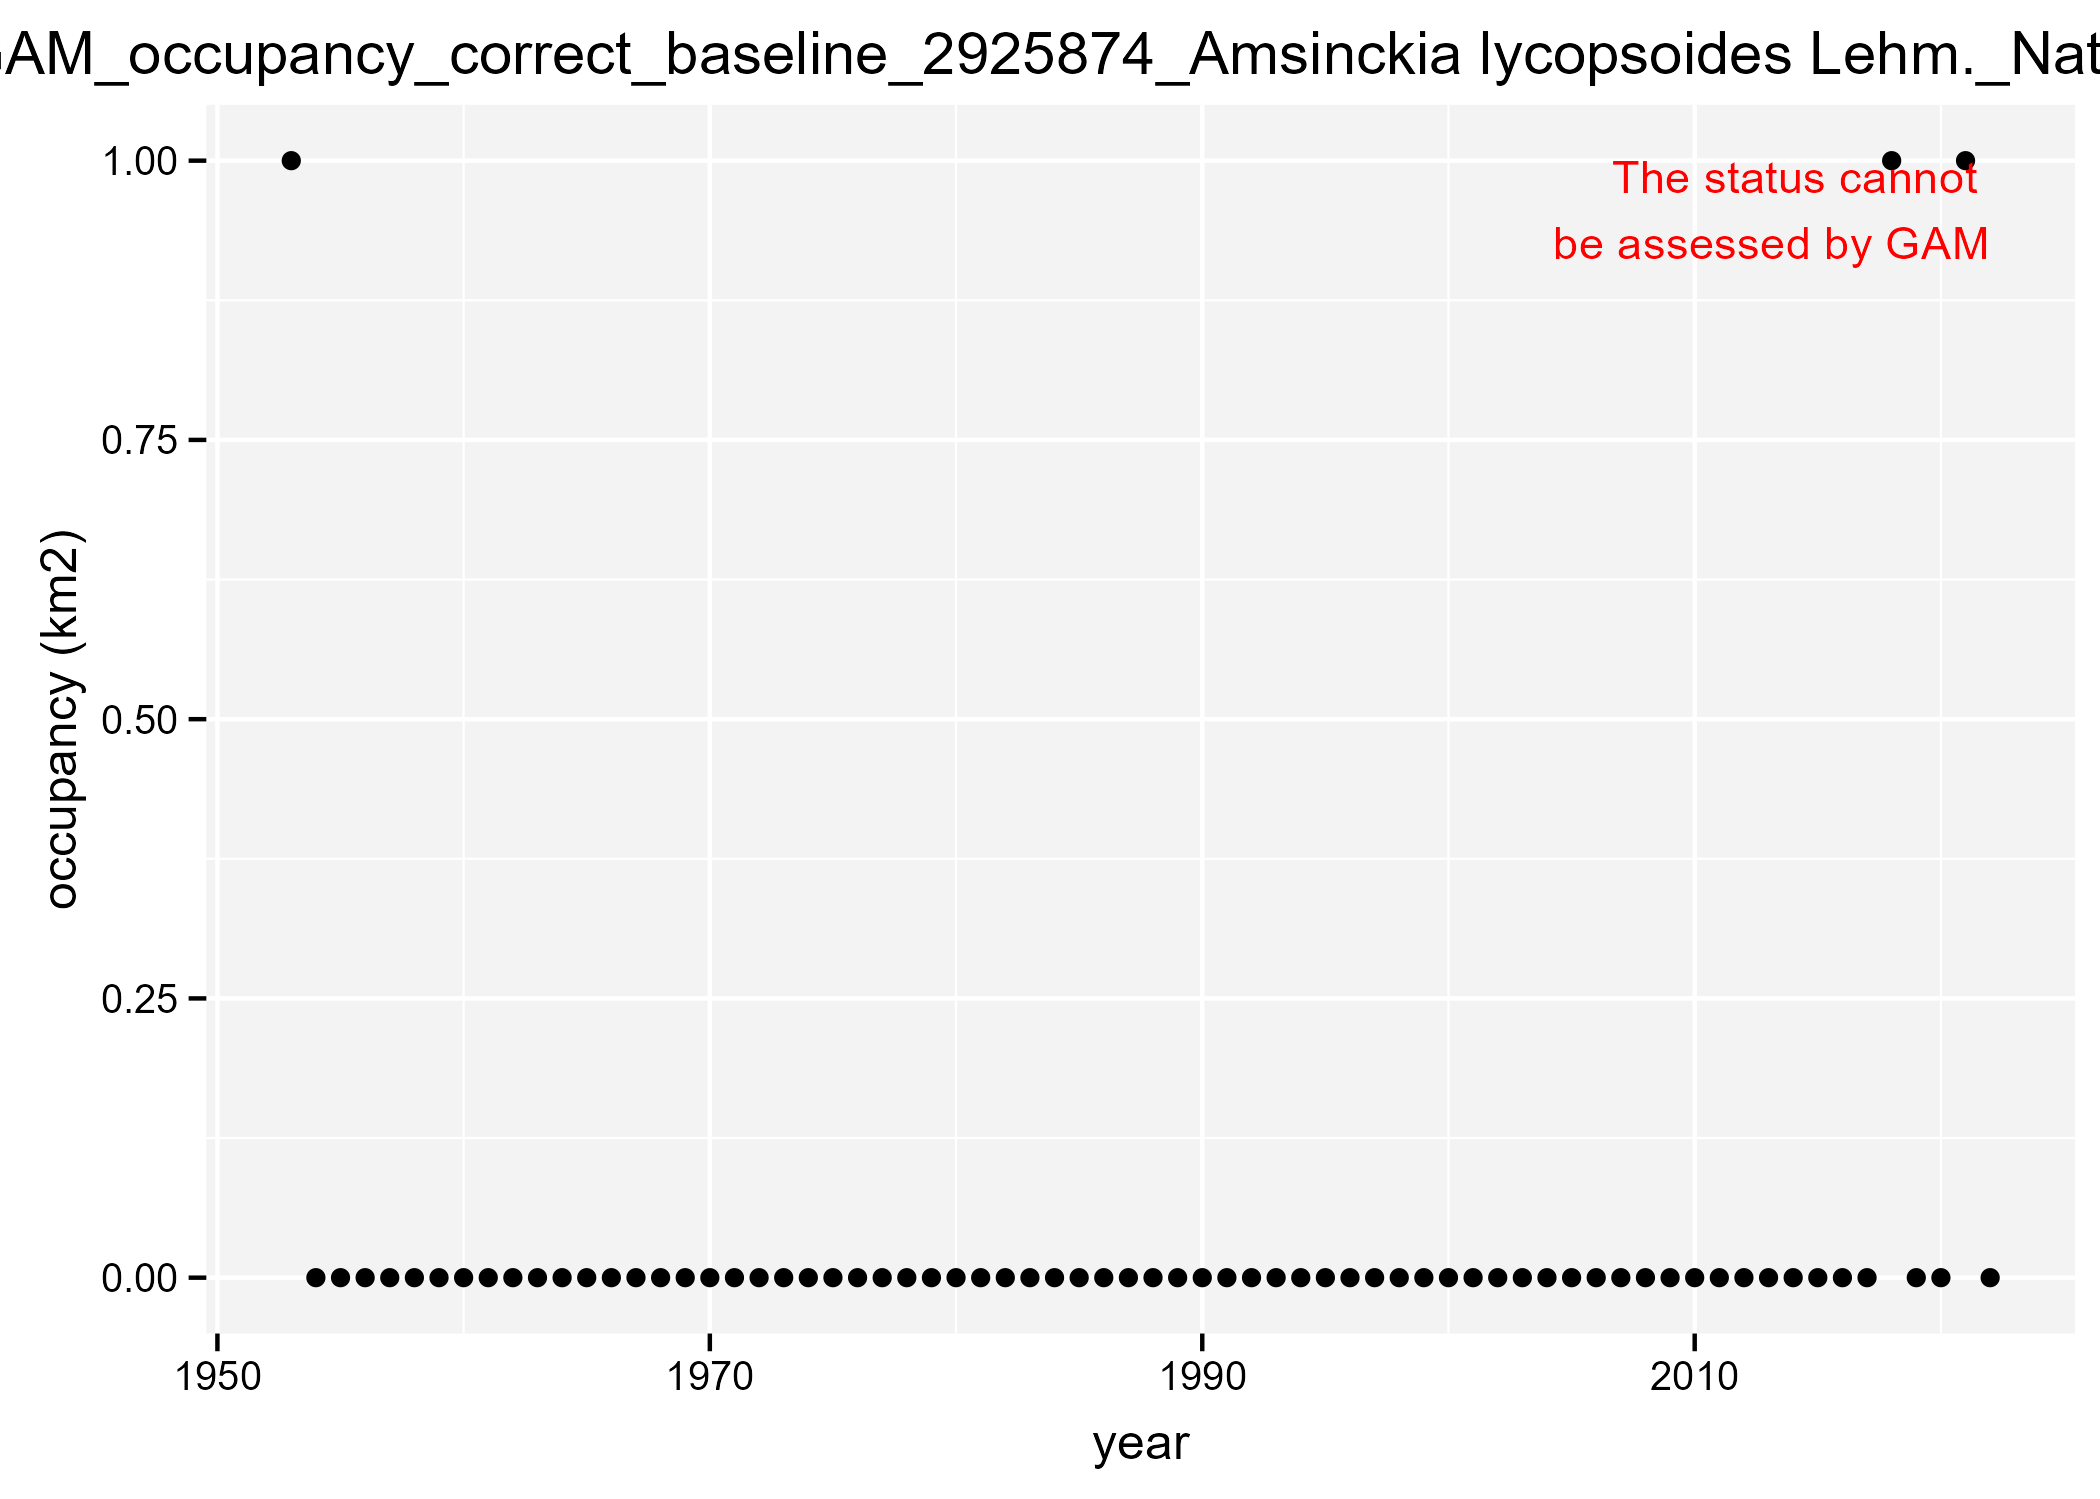 GAM_occupancy_correct_baseline_2925874_Amsinckia lycopsoides Lehm._Nat
1.00
The status cannot
be assessed by GAM
0.75
0.50
0.25
0.00
occupancy (km2)
1950 1970 1990 2010
year